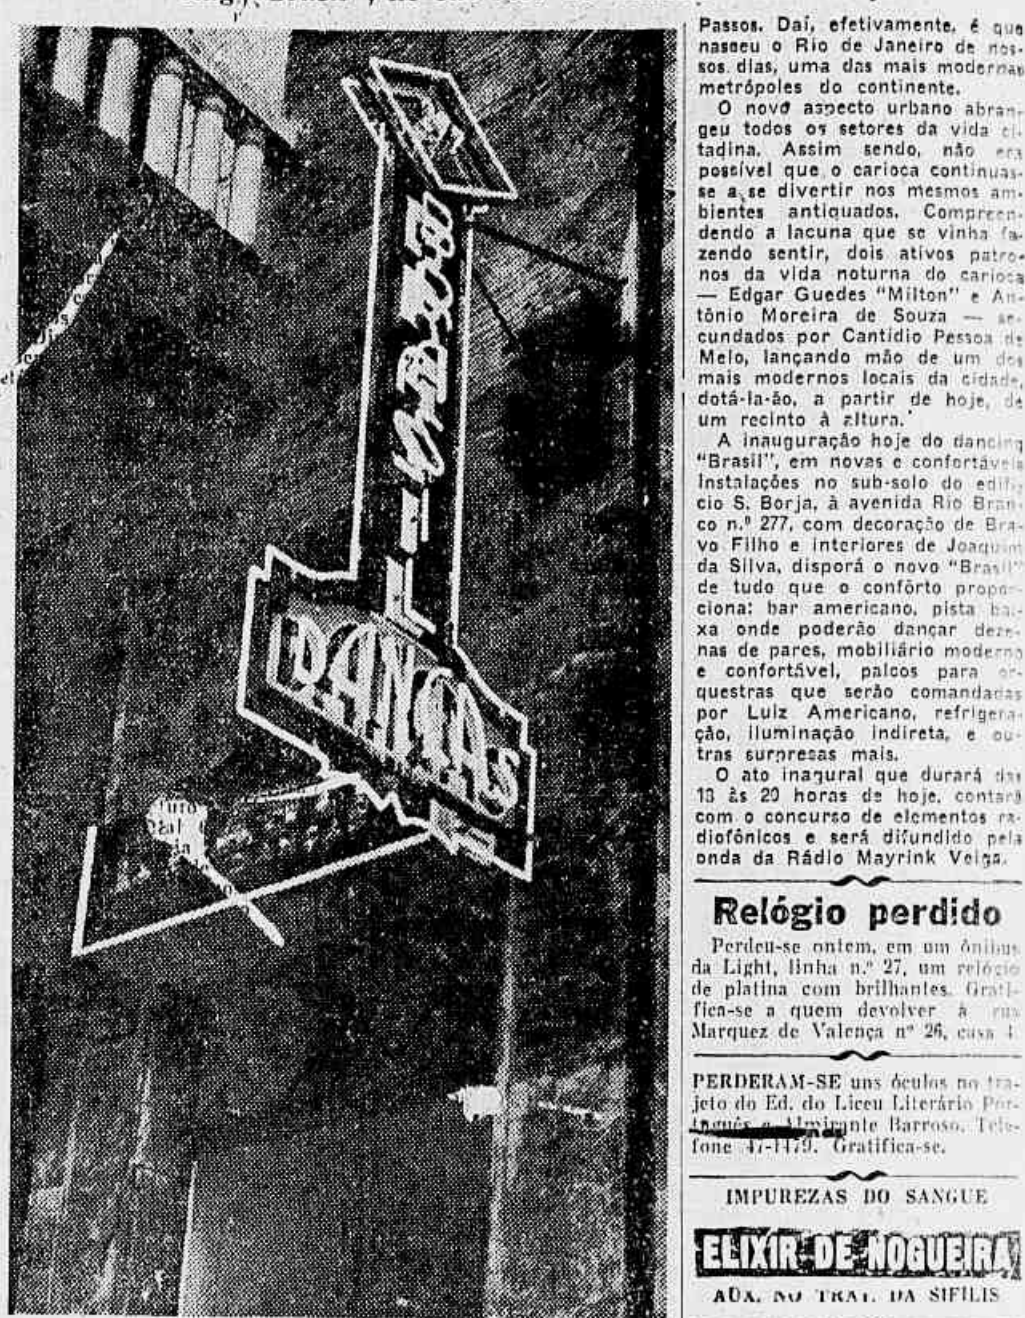 BRASIL
DANÇAS
Passos. Daí, efetivamente, é que
nasceu o Rio de Janeiro de nos-
sos dias, uma das mais modernas
metrópoles do continente.
O novo aspecto urbano abran-
geu todos os setores da vida ci-
tadina. Assim sendo, não era
possível que o carioca continuas-
se a se divertir nos mesmos am-
bientes antiquados. Compreen-
dendo a lacuna que se vinha fa-
zendo sentir, dois ativos patro-
nos da vida noturna do carioca
— Edgar Guedes "Milton" e An-
tônio Moreira de Souza — se-
cundados por Cantidio Pessoa de
Melo, lançando mão de um dos
mais modernos locais da cidade,
dotá-la-ão, a partir de hoje, de
um recinto à altura.
A inauguração hoje do dancing
"Brasil", em novas e confortáveis
Instalações no sub-solo do edifí-
cio S. Borja, à avenida Rio Bran-
co n.º 277, com decoração de Bra-
vo Filho e interiores de Joaquim
da Silva, disporá o novo "Brasil"
de tudo que o confôrto propor-
ciona: bar americano, pista bai-
xa onde poderão dançar deze-
nas de pares, mobiliário moderno
e confortável, palcos para or-
questras que serão comandadas
por Luiz Americano, refrigera-
ção, iluminação indireta, e ou-
tras surpresas mais.
O ato inagural que durará das
18 às 20 horas de hoje, contará
com o concurso de elementos ra-
diofônicos e será difundido pela
onda da Rádio Mayrink Veiga.
Relógio perdido
Perdeu-se ontem, em um ônibus
da Light, linha n.º 27, um relógio
de platina com brilhantes. Grati-
fica-se a quem devolver à rua
Marquez de Valença nº 26, casa 4
PERDERAM-SE uns óculos no tra-
jeto do Ed. do Liceu Literário Por-
tuguês a Almirante Barroso. Tele-
fone 47-1479. Gratifica-se.
IMPUREZAS DO SANGUE
ELIXIR DE NOGUEIRA
AUX. NO TRAT. DA SIFILIS